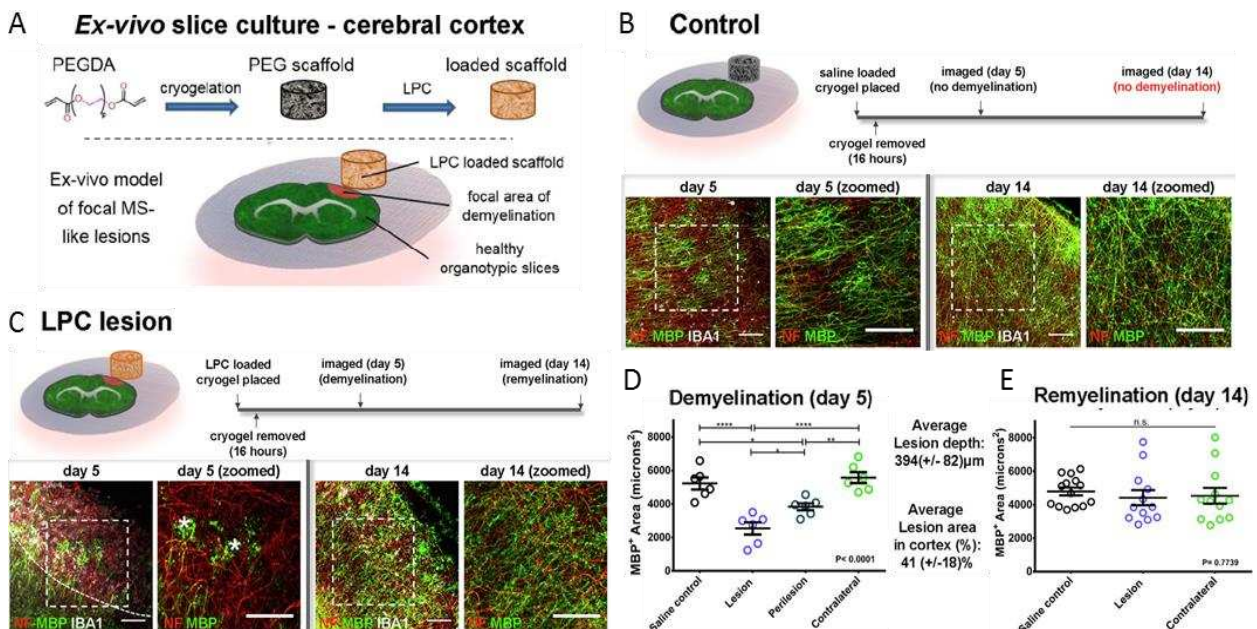 A
Ex-vivo slice culture - cerebral cortex
PEGDA
cryogelation
PEG scaffold
LPC
loaded scaffold
O
O
O
n
Ex-vivo model
of focal MS-
like lesions
LPC loaded scaffold
focal area of
demyelination
healthy
organotypic slices
B
Control
saline loaded
cryogel placed
imaged (day 5)
(no demyelination)
imaged (day 14)
(no demyelination)
cryogel removed
(16 hours)
day 5
day 5 (zoomed)
day 14
day 14 (zoomed)
NF MBP IBA1
NF MBP
NF MBP IBA1
NF MBP
C
LPC lesion
LPC loaded
cryogel placed
imaged (day 5)
(demyelination)
imaged (day 14)
(remyelination)
cryogel removed
(16 hours)
day 5
day 5 (zoomed)
day 14
day 14 (zoomed)
* *
NF MBP IBA1
NF MBP
NF MBP IBA1
NF MBP
D
Demyelination (day 5)
MBP⁺ Area (microns²)
8000
6000
4000
2000
0
**** ****
* **
*
P< 0.0001
Saline control
Lesion
Perilesion
Contralateral
Average
Lesion depth:
394(+/- 82)µm
Average
Lesion area
in cortex (%):
41 (+/-18)%
E
Remyelination (day 14)
MBP⁺ Area (microns²)
8000
6000
4000
2000
0
n.s.
P= 0.7739
Saline control
Lesion
Contralateral